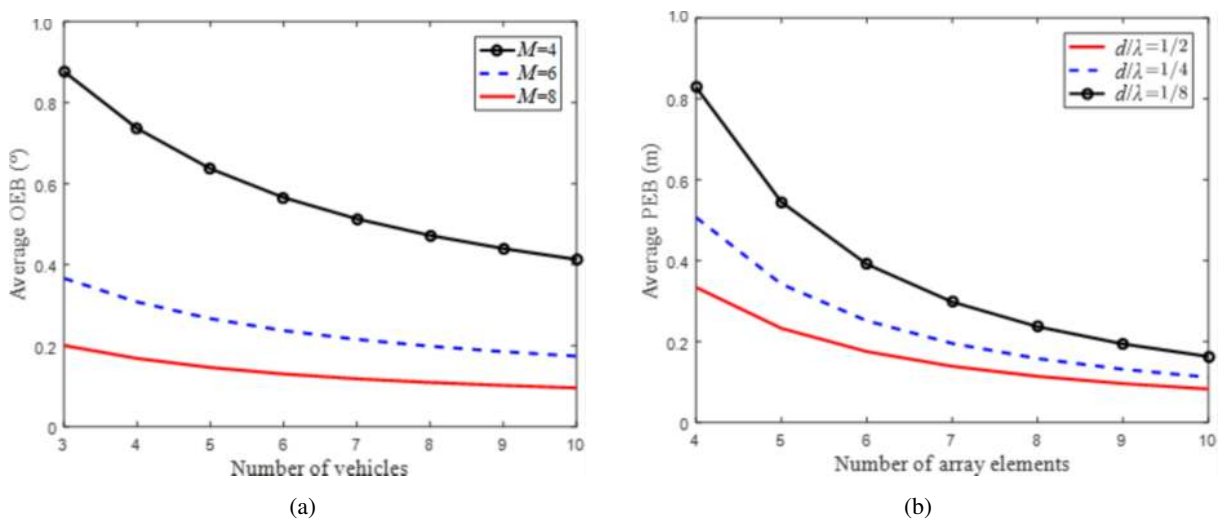 1.0
0.8
0.6
0.4
0.2
0
3 4 5 6 7 8 9 10
Average OEB (°)
Number of vehicles
M=4
M=6
M=8
(a)
1.0
0.8
0.6
0.4
0.2
0
4 5 6 7 8 9 10
Average PEB (m)
Number of array elements
d/λ=1/2
d/λ=1/4
d/λ=1/8
(b)